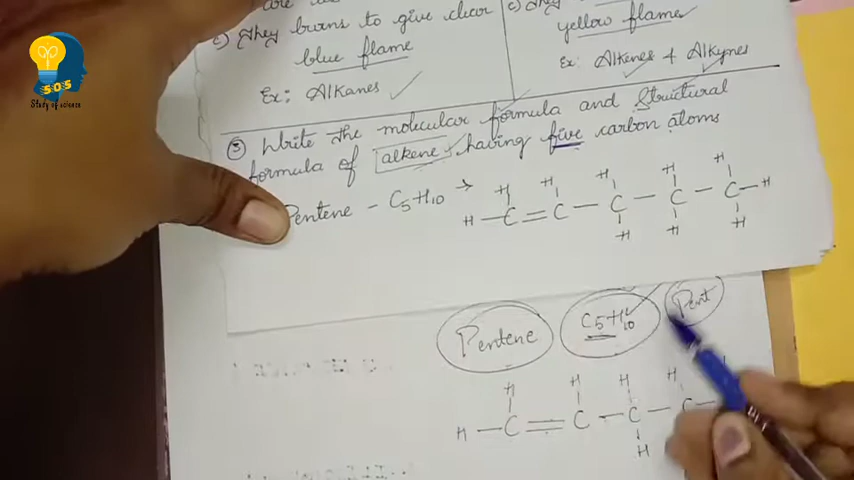 S O S
Study of science
c) They burns to give clear
blue flame
Ex: Alkanes
yellow flame
Ex: Alkenes & Alkynes
③ Write the molecular formula and Structural
formula of alkene having five carbon atoms
Pentene - C5H10 → H H H H H
H - C = C - C - C - C - H
H H H
Pentene C5H10 Pent
H H H H
H - C = C - C - C -
H